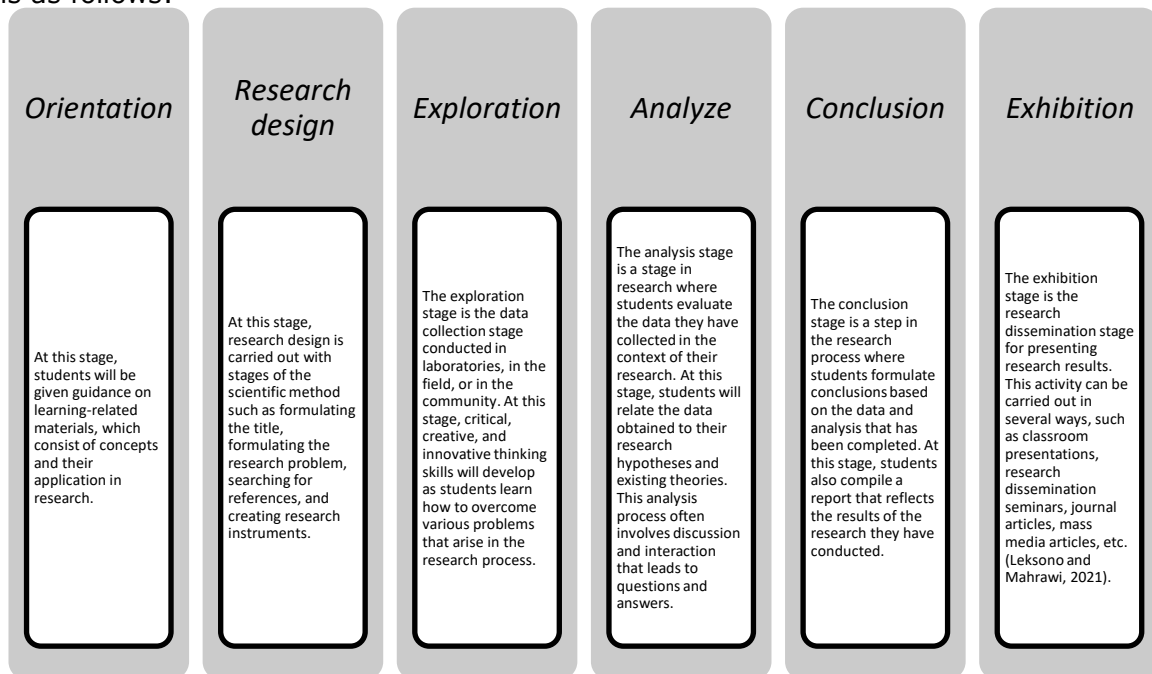 is as follows:
Orientation
At this stage,
students will be
given guidance on
learning-related
materials, which
consist of concepts
and their
application in
research.
Research
design
At this stage,
research design is
carried out with
stages of the
scientific method
such as formulating
the title,
formulating the
research problem,
searching for
references, and
creating research
instruments.
Exploration
The exploration
stage is the data
collection stage
conducted in
laboratories, in the
field, or in the
community. At this
stage, critical,
creative, and
innovative thinking
skills will develop
as students learn
how to overcome
various problems
that arise in the
research process.
Analyze
The analysis stage
is a stage in
research where
students evaluate
the data they have
collected in the
context of their
research. At this
stage, students will
relate the data
obtained to their
research
hypotheses and
existing theories.
This analysis
process often
involves discussion
and interaction
that leads to
questions and
answers.
Conclusion
The conclusion
stage is a step in
the research
process where
students formulate
conclusions based
on the data and
analysis that has
been completed. At
this stage, students
also compile a
report that reflects
the results of the
research they have
conducted.
Exhibition
The exhibition
stage is the
research
dissemination stage
for presenting
research results.
This activity can be
carried out in
several ways, such
as classroom
presentations,
research
dissemination
seminars, journal
articles, mass
media articles, etc.
(Leksono and
Mahrawi, 2021).